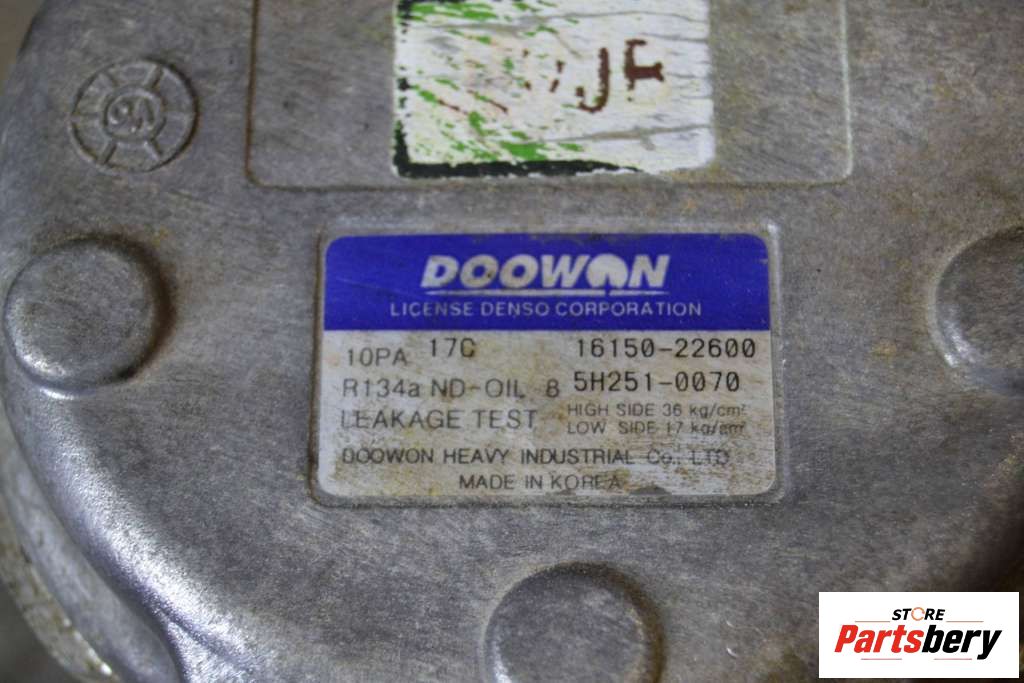 DOOWON
LICENSE DENSO CORPORATION
10PA 17C 16150-22600
R134a ND-OIL 8 5H251-0070
LEAKAGE TEST HIGH SIDE 36 kg/cm²
LOW SIDE 17 kg/cm²
DOOWON HEAVY INDUSTRIAL Co., LTD
MADE IN KOREA
STORE
Partsbery